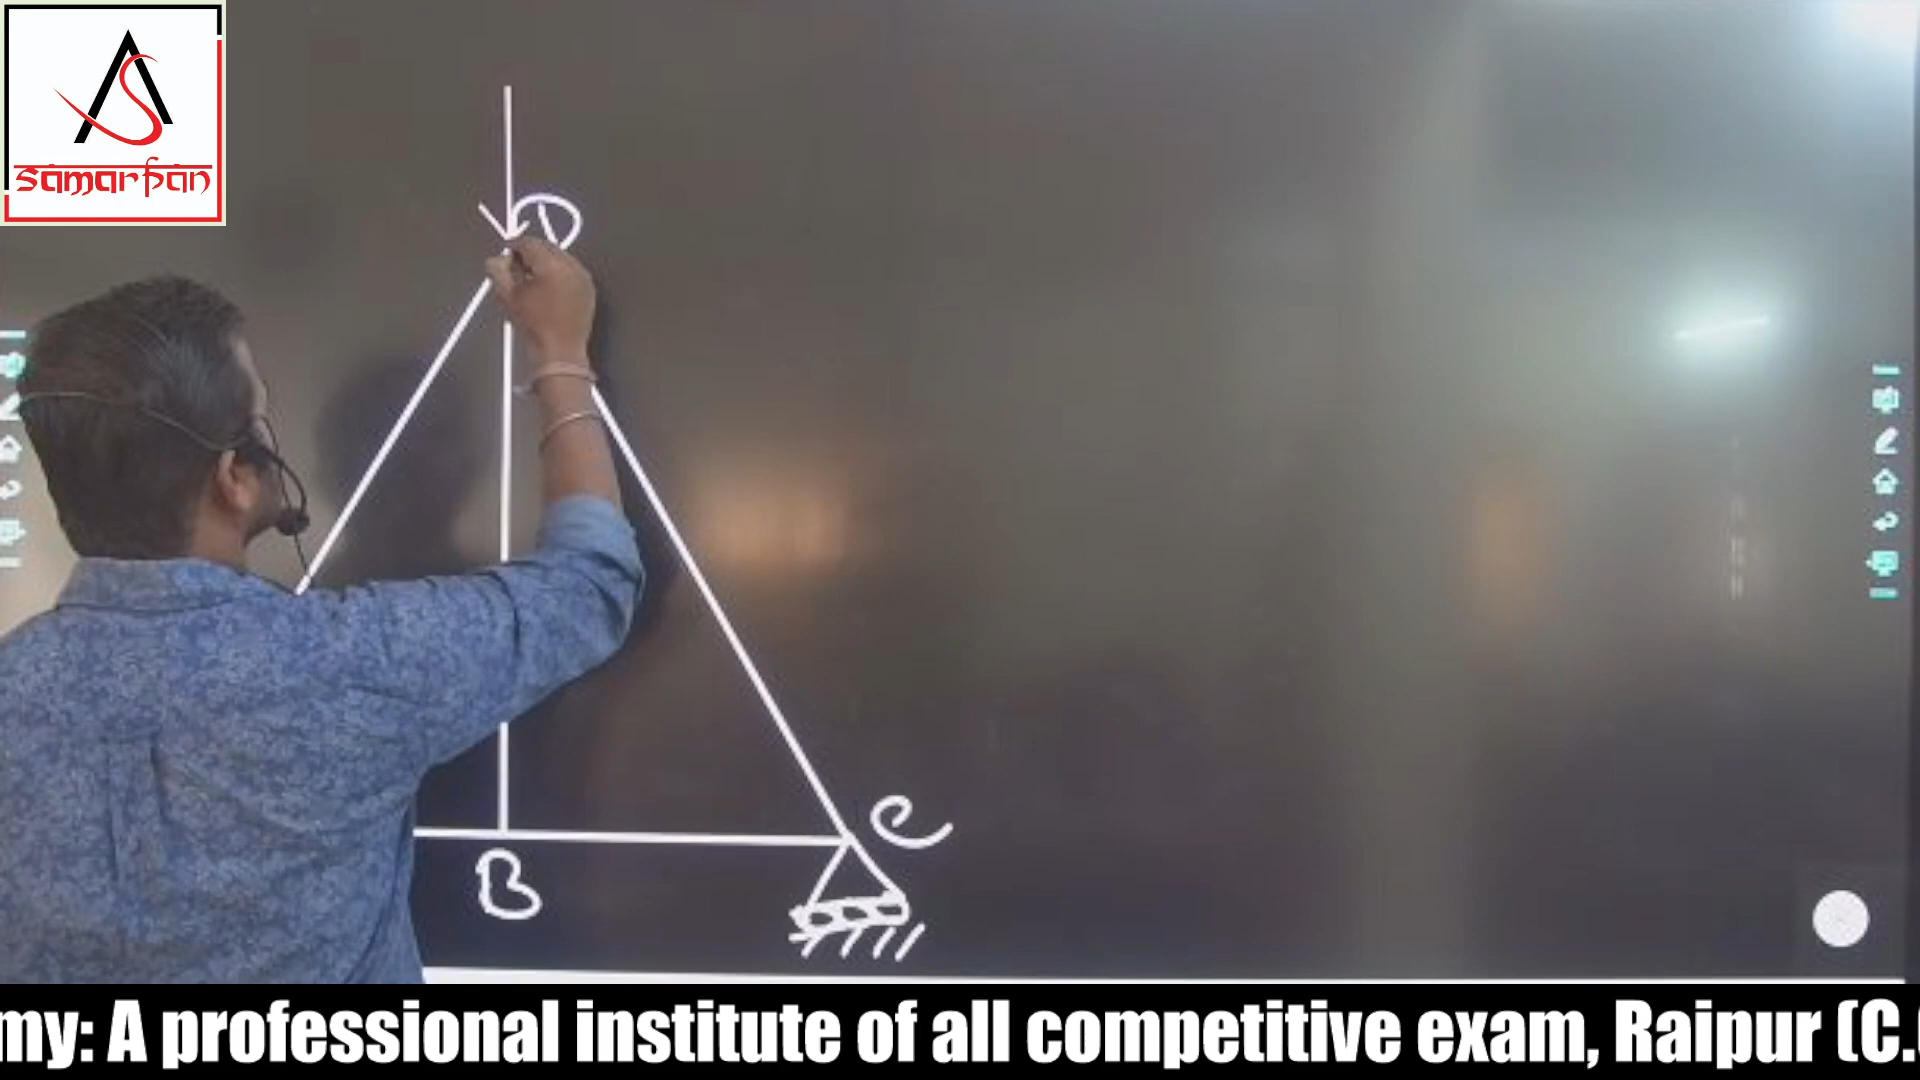 samarpan
D
C
B
my: A professional institute of all competitive exam, Raipur (C.